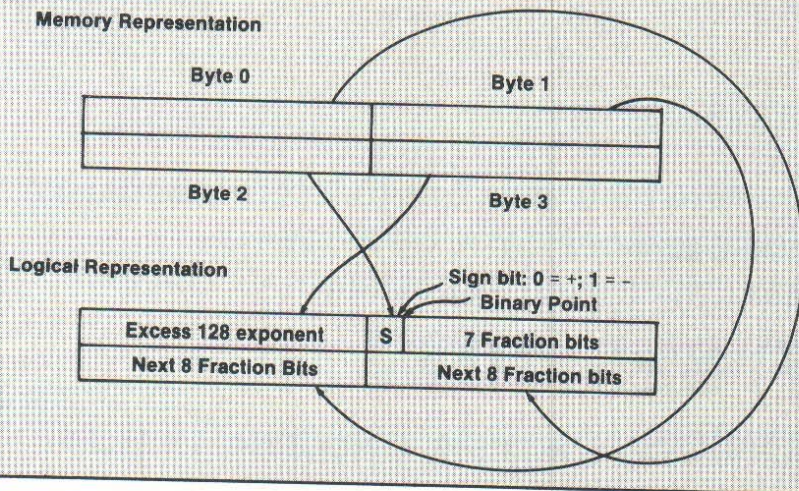 Memory Representation
Byte 0
Byte 1
Byte 2
Byte 3
Logical Representation
Sign bit: 0 = +; 1 = –
Binary Point
Excess 128 exponent
S
7 Fraction bits
Next 8 Fraction Bits
Next 8 Fraction bits